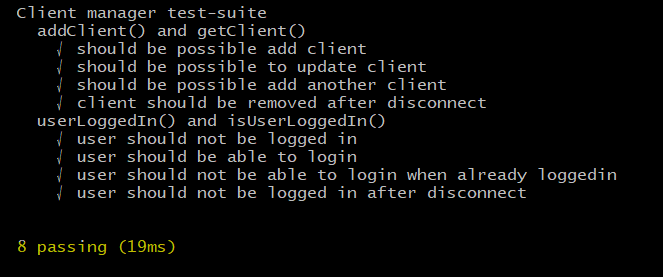 Client manager test-suite
addClient() and getClient()
√ should be possible add client
√ should be possible to update client
√ should be possible add another client
√ client should be removed after disconnect
userLoggedIn() and isUserLoggedIn()
√ user should not be logged in
√ user should be able to login
√ user should not be able to login when already loggedin
√ user should not be logged in after disconnect
8 passing (19ms)